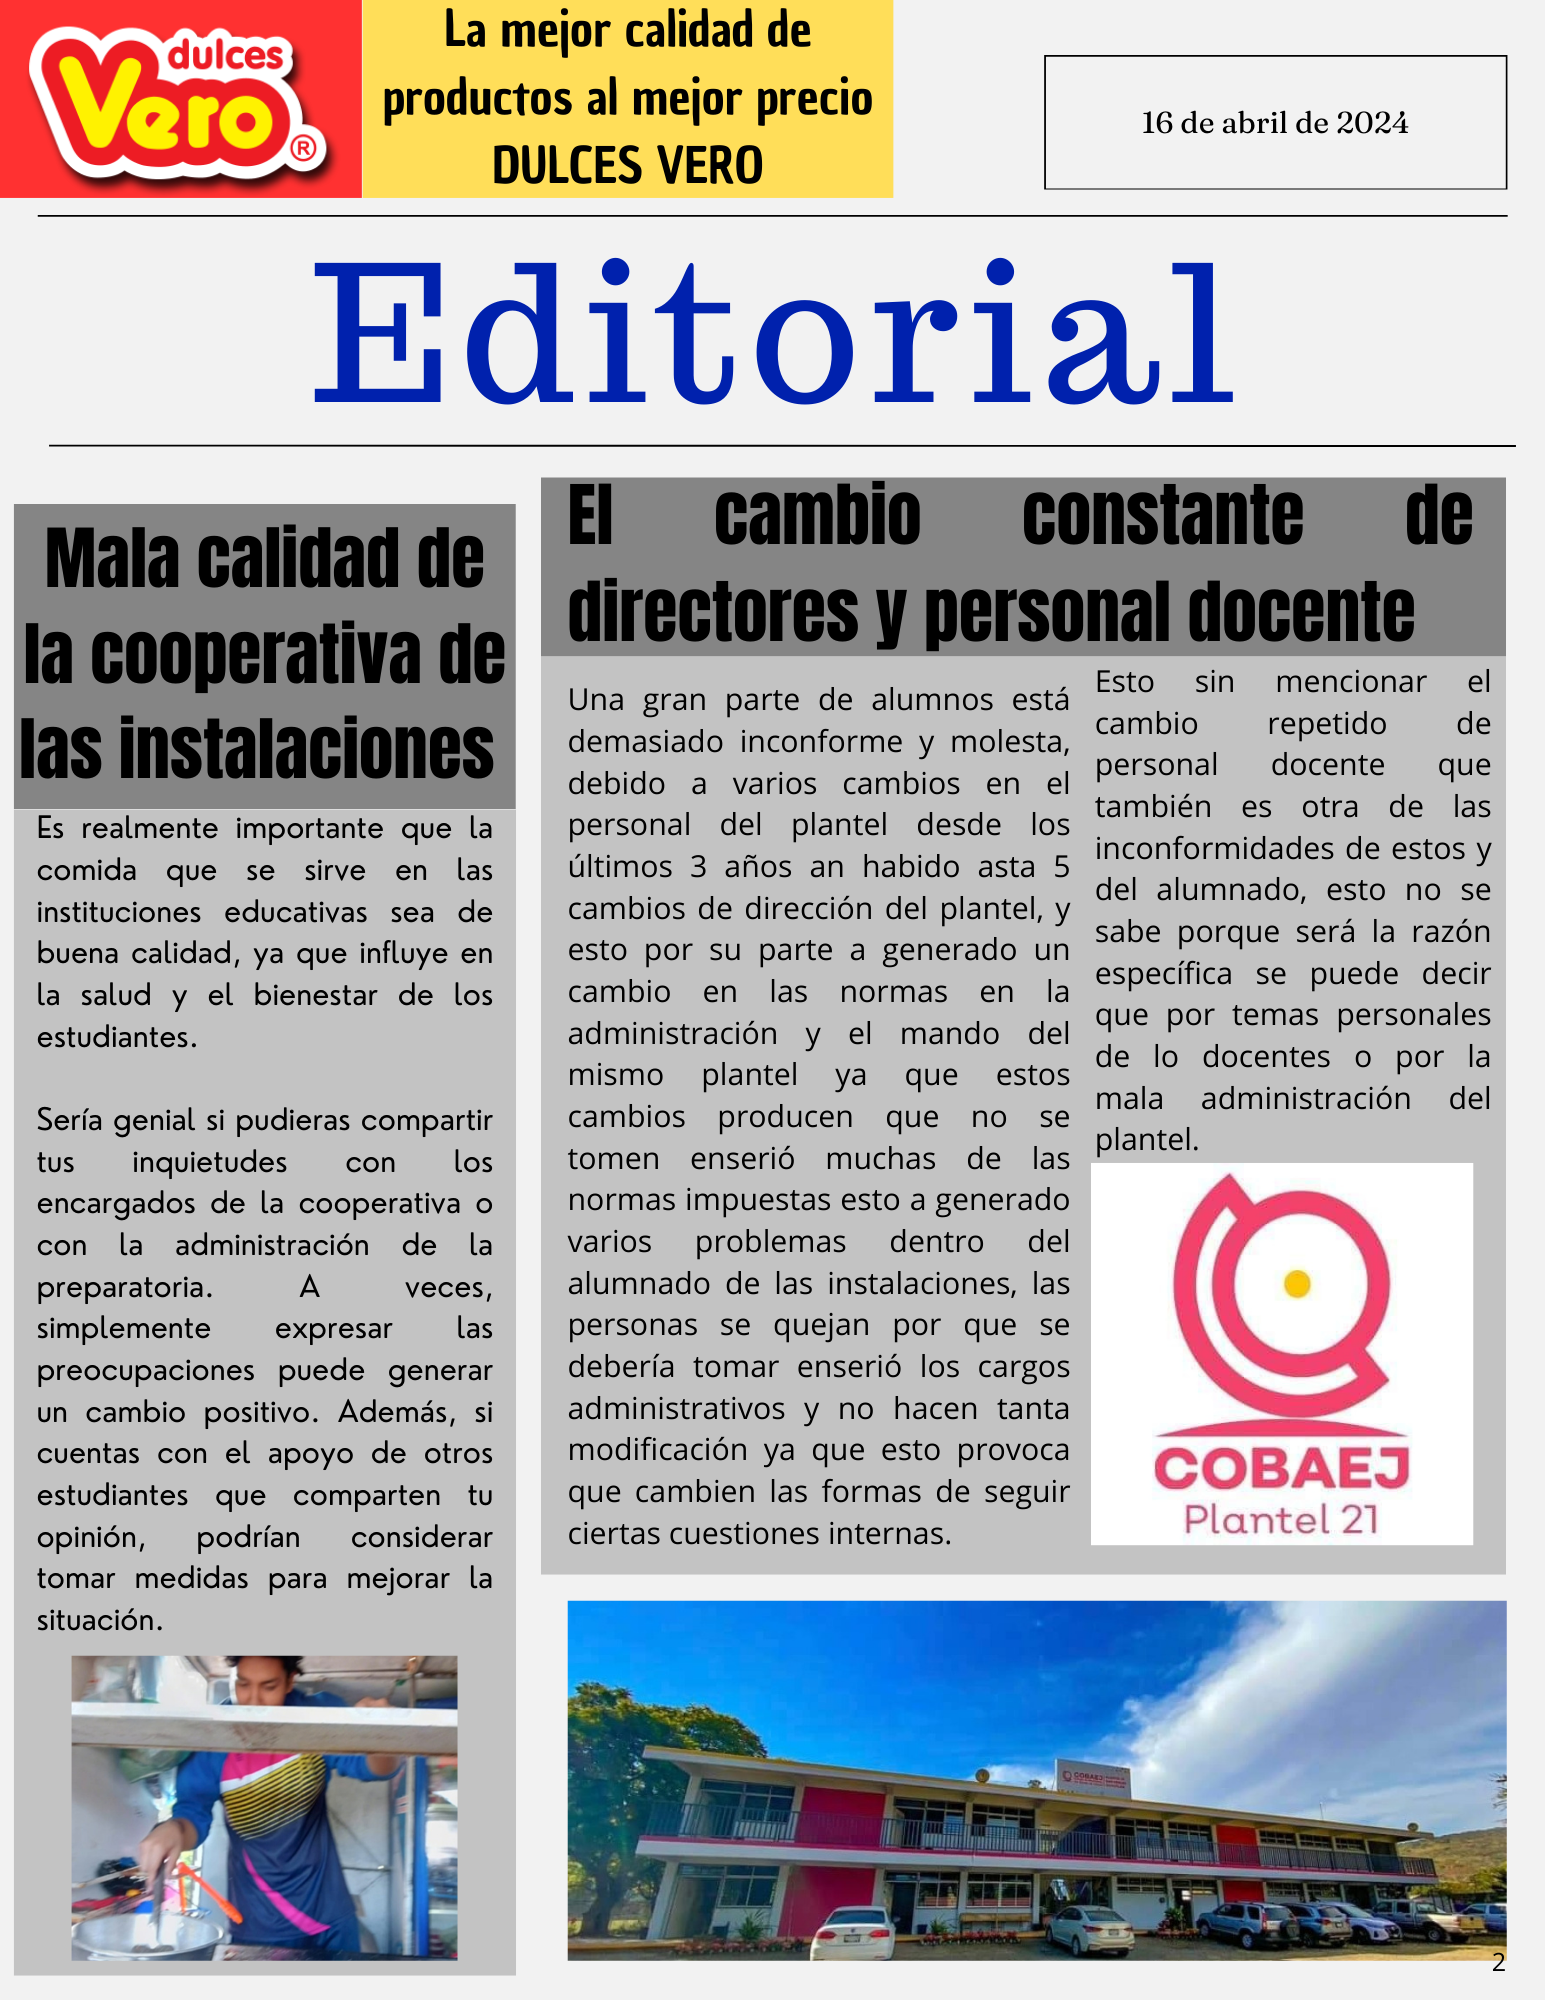 dulces
Vero
®
La mejor calidad de
productos al mejor precio
DULCES VERO
16 de abril de 2024
Editorial
Mala calidad de
la cooperativa de
las instalaciones
Es realmente importante que la
comida que se sirve en las
instituciones educativas sea de
buena calidad, ya que influye en
la salud y el bienestar de los
estudiantes.
Sería genial si pudieras compartir
tus inquietudes con los
encargados de la cooperativa o
con la administración de la
preparatoria. A veces,
simplemente expresar las
preocupaciones puede generar
un cambio positivo. Además, si
cuentas con el apoyo de otros
estudiantes que comparten tu
opinión, podrían considerar
tomar medidas para mejorar la
situación.
El cambio constante de
directores y personal docente
Una gran parte de alumnos está
demasiado inconforme y molesta,
debido a varios cambios en el
personal del plantel desde los
últimos 3 años an habido asta 5
cambios de dirección del plantel, y
esto por su parte a generado un
cambio en las normas en la
administración y el mando del
mismo plantel ya que estos
cambios producen que no se
tomen enserió muchas de las
normas impuestas esto a generado
varios problemas dentro del
alumnado de las instalaciones, las
personas se quejan por que se
debería tomar enserió los cargos
administrativos y no hacen tanta
modificación ya que esto provoca
que cambien las formas de seguir
ciertas cuestiones internas.
Esto sin mencionar el
cambio repetido de
personal docente que
también es otra de las
inconformidades de estos y
del alumnado, esto no se
sabe porque será la razón
específica se puede decir
que por temas personales
de lo docentes o por la
mala administración del
plantel.
COBAEJ
Plantel 21
COBAEJ
2